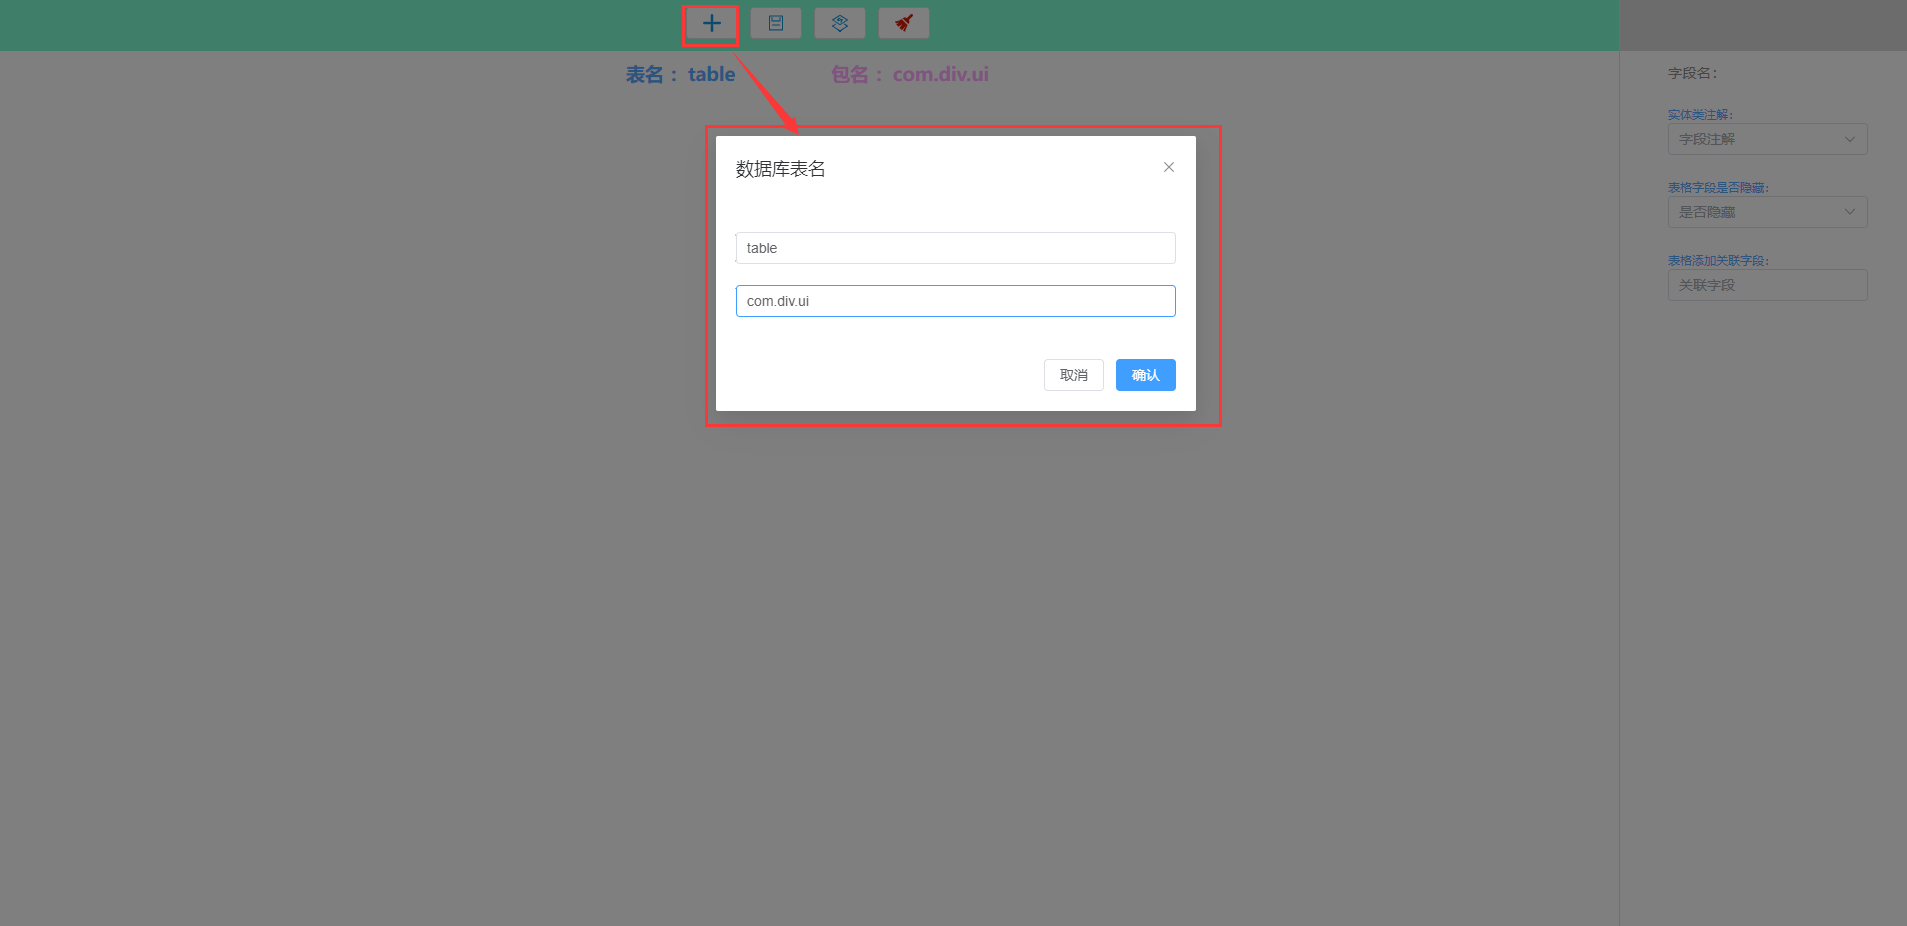 表名： table
包名： com.div.ui
数据库表名
table
com.div.ui
取消
确认
字段名：
实体类注解：
字段注解
表格字段是否隐藏：
是否隐藏
表格添加关联字段：
关联字段